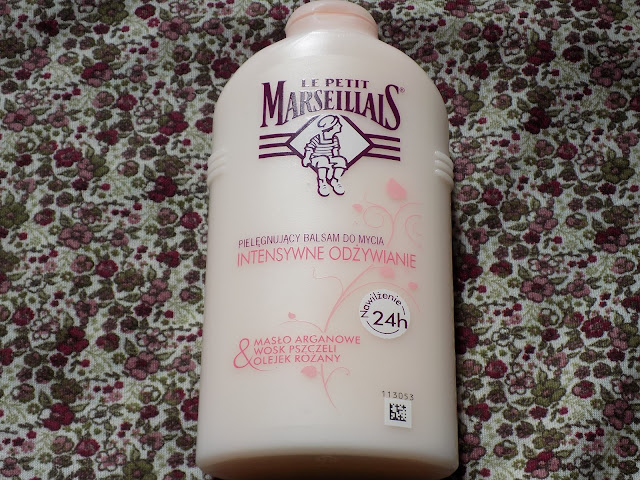 LE PETIT
MARSEILLAIS®
PIELĘGNUJĄCY BALSAM DO MYCIA
INTENSYWNE ODŻYWIANIE
Nawilżenie
24h
MASŁO ARGANOWE
WOSK PSZCZELI
& OLEJEK RÓŻANY
113053